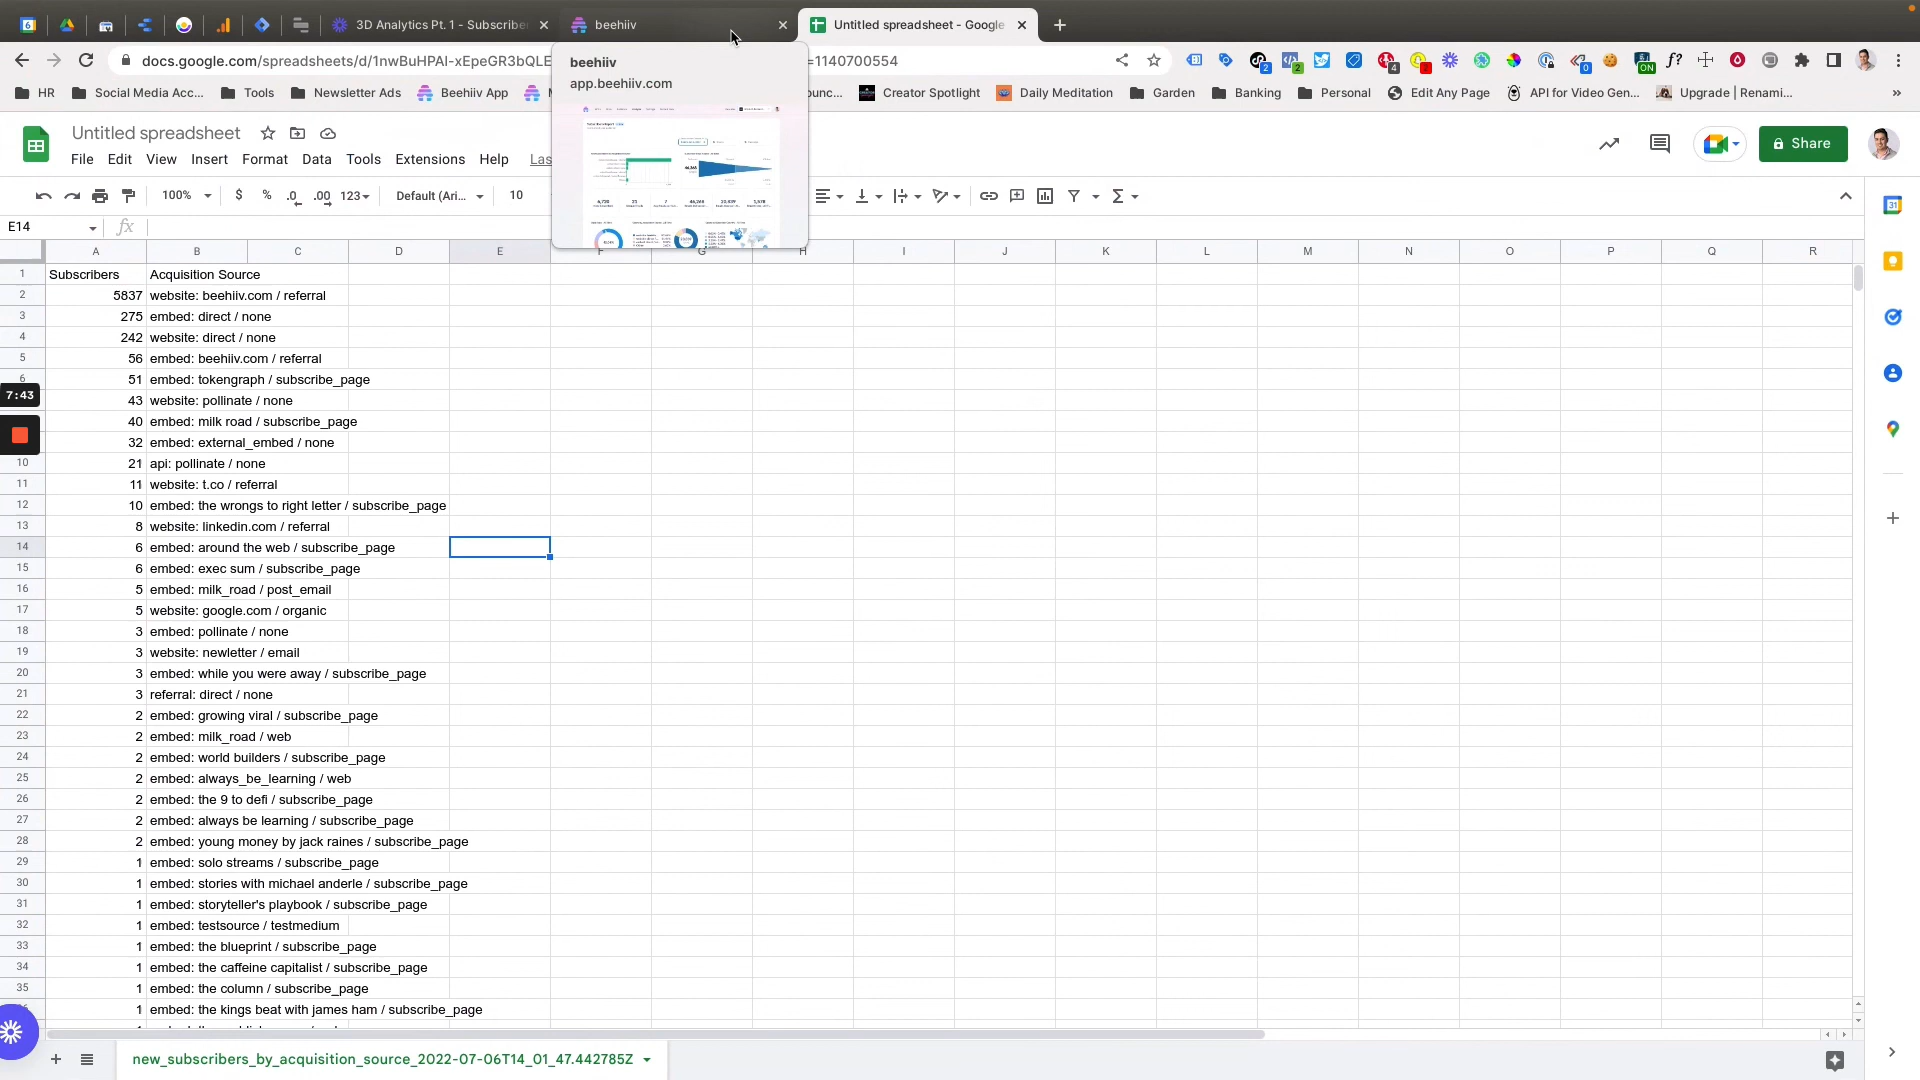 3D Analytics Pt. 1 - Subscribe
beehiiv
Untitled spreadsheet - Google
docs.google.com/spreadsheets/d/1nwBuHPAI-xEpeGR3bQLE
=1140700554
2
2
4
0
ON
f?
HR
Social Media Acc...
Tools
Newsletter Ads
Beehiiv App
Creator Spotlight
Daily Meditation
Garden
Banking
Personal
Edit Any Page
API for Video Gen...
Upgrade | Renami...
»
beehiiv
app.beehiiv.com
Untitled spreadsheet
File Edit View Insert Format Data Tools Extensions Help Las
Share
100%
$ % .0 .00 123
Default (Ari...
10
E14
fx
A B C D E F G H I J K L M N O P Q R
1 Subscribers Acquisition Source
2 5837 website: beehiiv.com / referral
3 275 embed: direct / none
4 242 website: direct / none
5 56 embed: beehiiv.com / referral
6 51 embed: tokengraph / subscribe_page
7:43
43 website: pollinate / none
40 embed: milk road / subscribe_page
32 embed: external_embed / none
10 21 api: pollinate / none
11 11 website: t.co / referral
12 10 embed: the wrongs to right letter / subscribe_page
13 8 website: linkedin.com / referral
14 6 embed: around the web / subscribe_page
15 6 embed: exec sum / subscribe_page
16 5 embed: milk_road / post_email
17 5 website: google.com / organic
18 3 embed: pollinate / none
19 3 website: newletter / email
20 3 embed: while you were away / subscribe_page
21 3 referral: direct / none
22 2 embed: growing viral / subscribe_page
23 2 embed: milk_road / web
24 2 embed: world builders / subscribe_page
25 2 embed: always_be_learning / web
26 2 embed: the 9 to defi / subscribe_page
27 2 embed: always be learning / subscribe_page
28 2 embed: young money by jack raines / subscribe_page
29 1 embed: solo streams / subscribe_page
30 1 embed: stories with michael anderle / subscribe_page
31 1 embed: storyteller's playbook / subscribe_page
32 1 embed: testsource / testmedium
33 1 embed: the blueprint / subscribe_page
34 1 embed: the caffeine capitalist / subscribe_page
35 1 embed: the column / subscribe_page
1 embed: the kings beat with james ham / subscribe_page
new_subscribers_by_acquisition_source_2022-07-06T14_01_47.442785Z